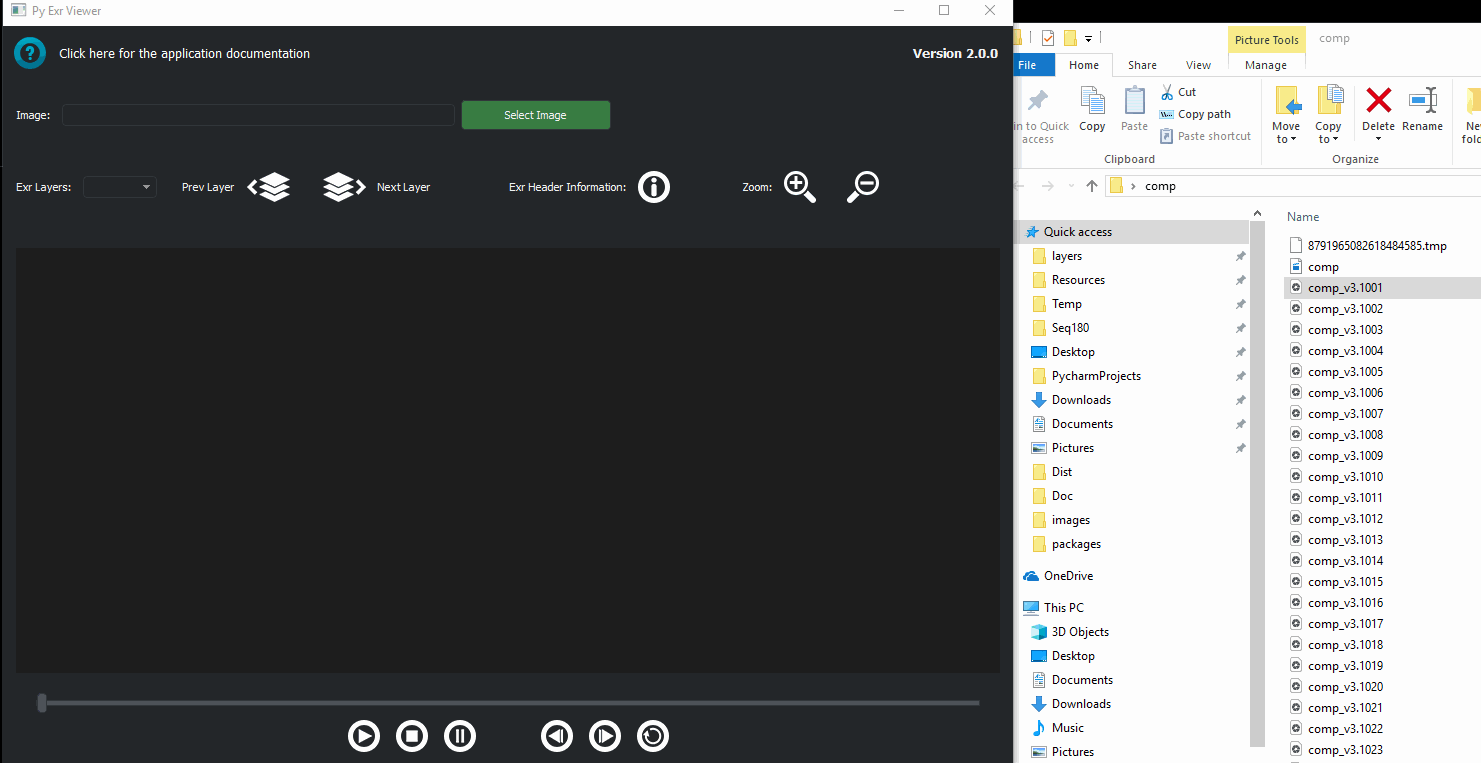 Py Exr Viewer
Click here for the application documentation
Version 2.0.0
Image:
Select Image
Exr Layers:
Prev Layer
Next Layer
Exr Header Information:
Zoom:
Picture Tools
comp
File
Home
Share
View
Manage
in to Quick
access
Copy
Paste
Cut
Copy path
Paste shortcut
Clipboard
Move
to
Copy
to
Delete
Rename
Organize
comp
Quick access
layers
Resources
Temp
Seq180
Desktop
PycharmProjects
Downloads
Documents
Pictures
Dist
Doc
images
packages
OneDrive
This PC
3D Objects
Desktop
Documents
Downloads
Music
Pictures
Name
8791965082618484585.tmp
comp
comp_v3.1001
comp_v3.1002
comp_v3.1003
comp_v3.1004
comp_v3.1005
comp_v3.1006
comp_v3.1007
comp_v3.1008
comp_v3.1009
comp_v3.1010
comp_v3.1011
comp_v3.1012
comp_v3.1013
comp_v3.1014
comp_v3.1015
comp_v3.1016
comp_v3.1017
comp_v3.1018
comp_v3.1019
comp_v3.1020
comp_v3.1021
comp_v3.1022
comp_v3.1023